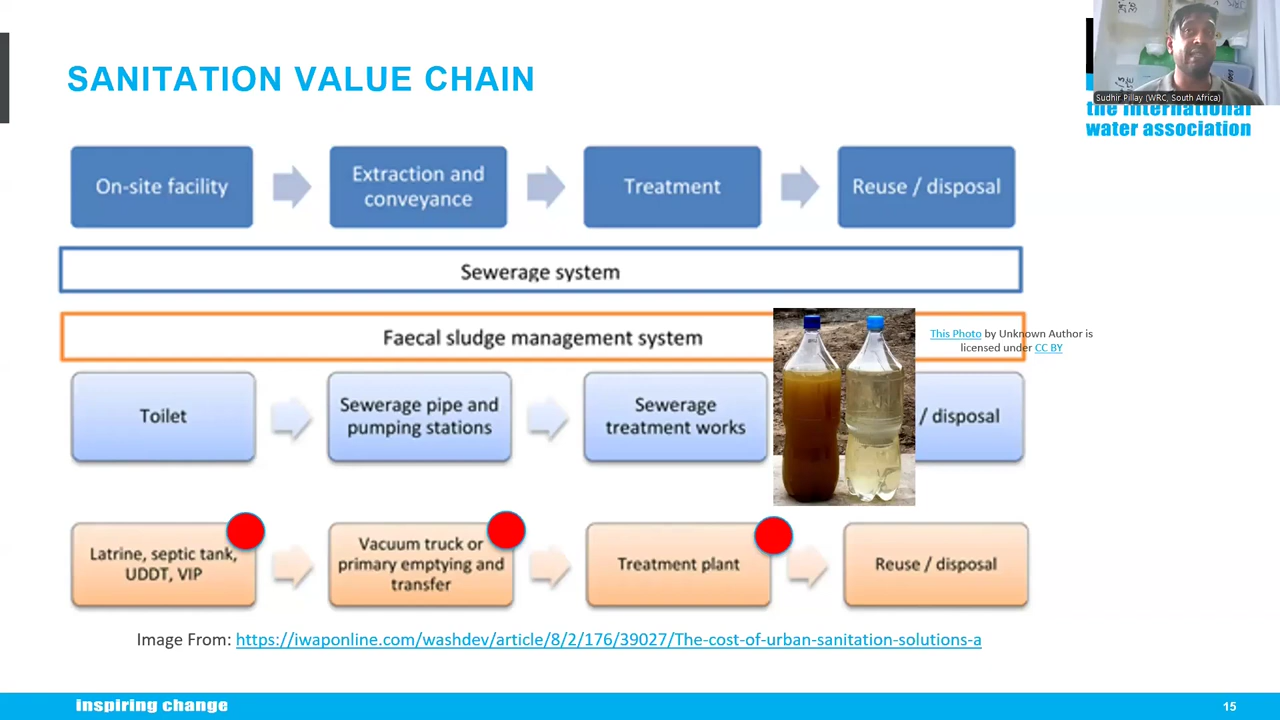 SANITATION VALUE CHAIN
Sudhir Pillay (WRC, South Africa)
the international
water association
On-site facility
Extraction and
conveyance
Treatment
Reuse / disposal
Sewerage system
Faecal sludge management system
This Photo by Unknown Author is
licensed under CC BY
Toilet
Sewerage pipe and
pumping stations
Sewerage
treatment works
/ disposal
Latrine, septic tank,
UDDT, VIP
Vacuum truck or
primary emptying and
transfer
Treatment plant
Reuse / disposal
Image From: https://iwaponline.com/washdev/article/8/2/176/39027/The-cost-of-urban-sanitation-solutions-a
inspiring change
15